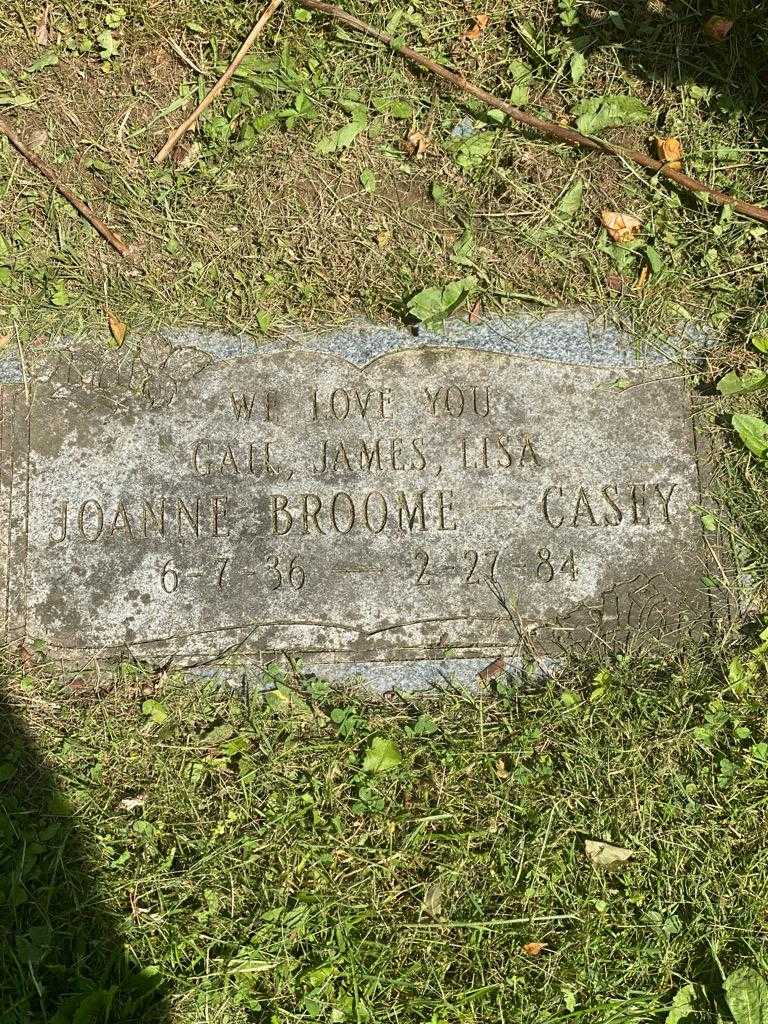 WE LOVE YOU
GAIL, JAMES, LISA
JOANNE BROOME — CASEY
6-7-36 — 2-27-84